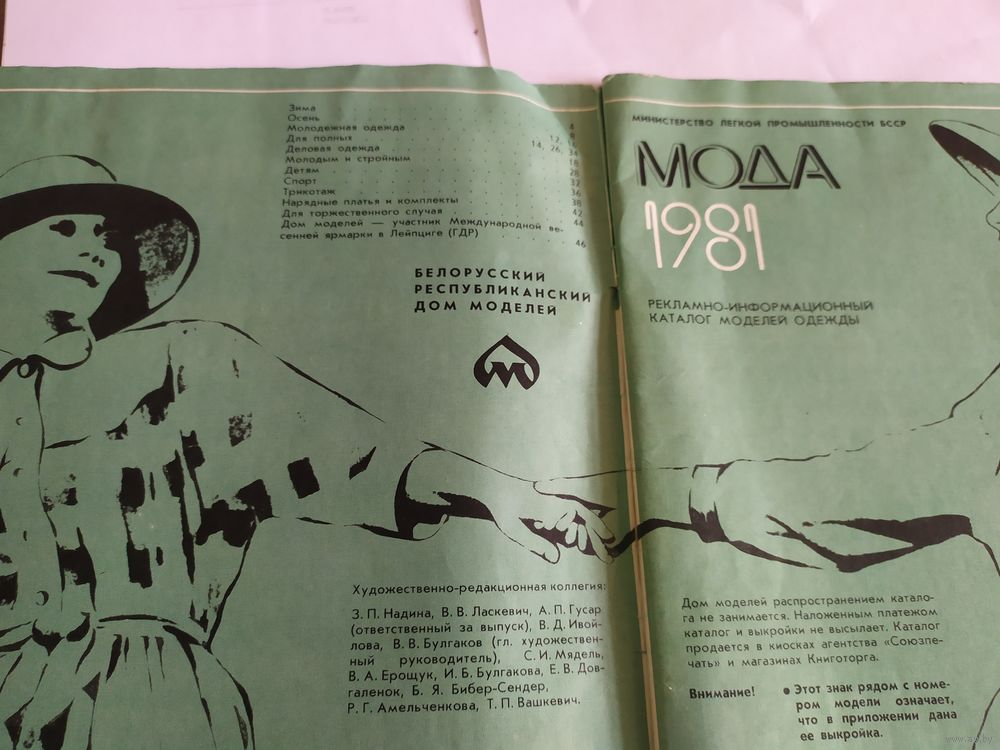 Зима
Осень 4
Молодежная одежда 8
Для полных 12, 16
Деловая одежда 14, 26, 34
Молодым и стройным 18
Детям 28
Спорт 32
Трикотаж 36
Нарядные платья и комплекты 38
Для торжественного случая 42
Дом моделей — участник Международной ве- 44
сенней ярмарки в Лейпциге (ГДР) 46
БЕЛОРУССКИЙ
РЕСПУБЛИКАНСКИЙ
ДОМ МОДЕЛЕЙ
М
Художественно-редакционная коллегия:
З. П. Надина, В. В. Ласкевич, А. П. Гусар
(ответственный за выпуск), В. Д. Ивой-
лова, В. В. Булгаков (гл. художествен-
ный руководитель), С. И. Мядель,
В. А. Ерощук, И. Б. Булгакова, Е. В. Дов-
галенок, Б. Я. Бибер-Сендер,
Р. Г. Амельченкова, Т. П. Вашкевич.
МИНИСТЕРСТВО ЛЕГКОЙ ПРОМЫШЛЕННОСТИ БССР
МОДА
1981
РЕКЛАМНО-ИНФОРМАЦИОННЫЙ
КАТАЛОГ МОДЕЛЕЙ ОДЕЖДЫ
Дом моделей распространением катало-
га не занимается. Наложенным платежом
каталог и выкройки не высылает. Каталог
продается в киосках агентства «Союзпе-
чать» и магазинах Книготорга.
Внимание! ● Этот знак рядом с номе-
ром модели означает,
что в приложении дана
ее выкройка.